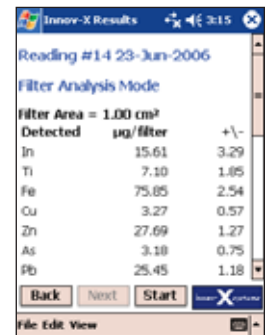 Innov-X Results 3:15
Reading #14 23-Jun-2006
Filter Analysis Mode
Filter Area = 1.00 cm²
Detected µg/filter +\-
In 15.61 3.29
Ti 7.10 1.85
Fe 75.85 2.54
Cu 3.27 0.57
Zn 27.69 1.27
As 3.18 0.75
Pb 25.45 1.18
Back Next Start Innov-X systems
File Edit View